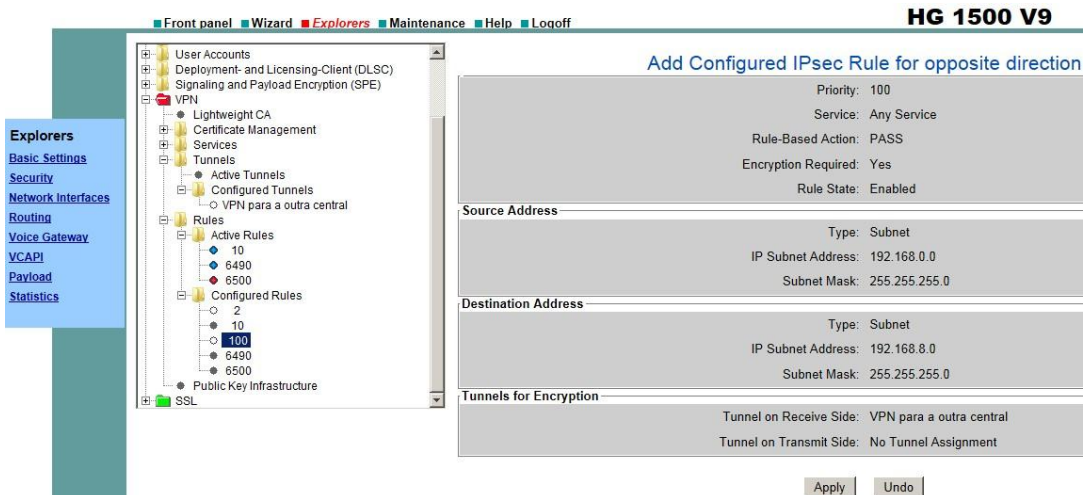 Front panel Wizard Explorers Maintenance Help Logoff
HG 1500 V9
Explorers
Basic Settings
Security
Network Interfaces
Routing
Voice Gateway
VCAPI
Payload
Statistics
User Accounts
Deployment- and Licensing-Client (DLSC)
Signaling and Payload Encryption (SPE)
VPN
Lightweight CA
Certificate Management
Services
Tunnels
Active Tunnels
Configured Tunnels
VPN para a outra central
Rules
Active Rules
10
6490
6500
Configured Rules
2
10
100
6490
6500
Public Key Infrastructure
SSL
Add Configured IPsec Rule for opposite direction
Priority: 100
Service: Any Service
Rule-Based Action: PASS
Encryption Required: Yes
Rule State: Enabled
Source Address
Type: Subnet
IP Subnet Address: 192.168.0.0
Subnet Mask: 255.255.255.0
Destination Address
Type: Subnet
IP Subnet Address: 192.168.8.0
Subnet Mask: 255.255.255.0
Tunnels for Encryption
Tunnel on Receive Side: VPN para a outra central
Tunnel on Transmit Side: No Tunnel Assignment
Apply Undo